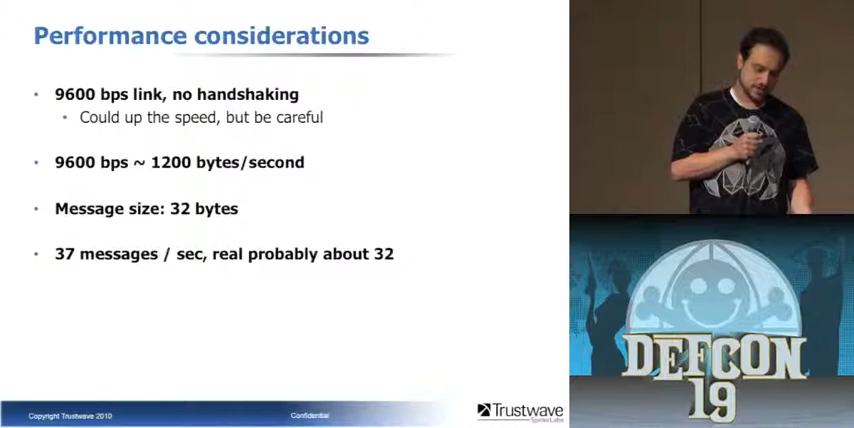 Performance considerations
9600 bps link, no handshaking
Could up the speed, but be careful
9600 bps ~ 1200 bytes/second
Message size: 32 bytes
37 messages / sec, real probably about 32
Copyright Trustwave 2010
Confidential
Trustwave
SpiderLabs
DEFCON
19